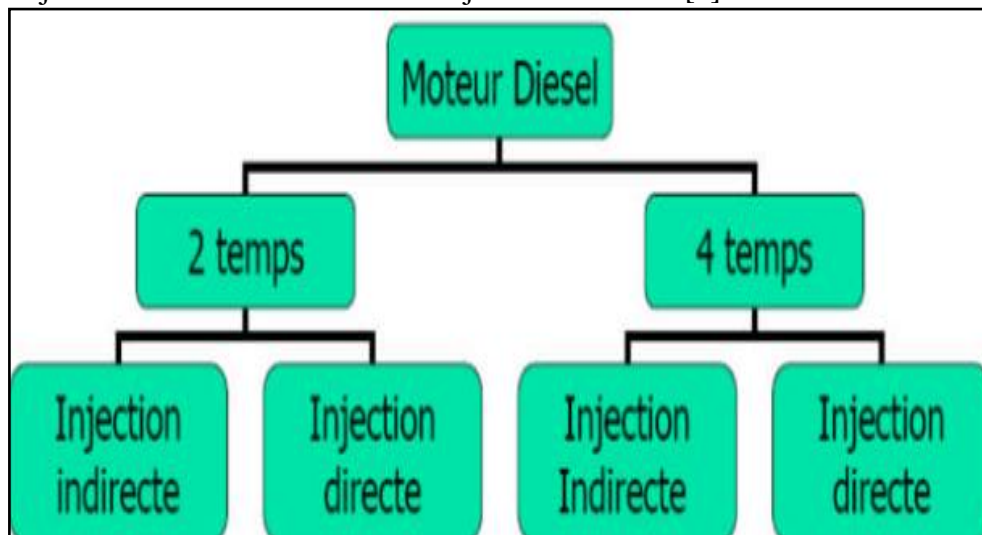 Moteur Diesel
2 temps
4 temps
Injection
indirecte
Injection
directe
Injection
Indirecte
Injection
directe